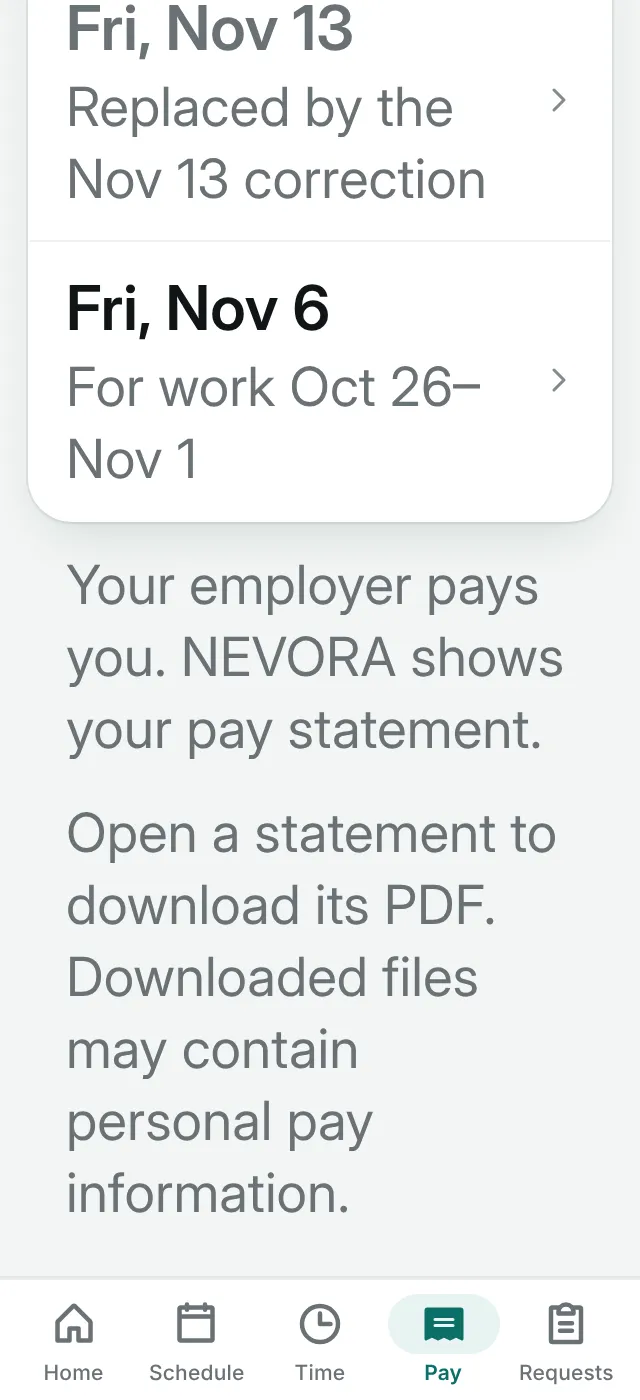 Fri, Nov 13
Replaced by the
Nov 13 correction
Fri, Nov 6
For work Oct 26–
Nov 1
Your employer pays
you. NEVORA shows
your pay statement.
Open a statement to
download its PDF.
Downloaded files
may contain
personal pay
information.
Home
Schedule
Time
Pay
Requests